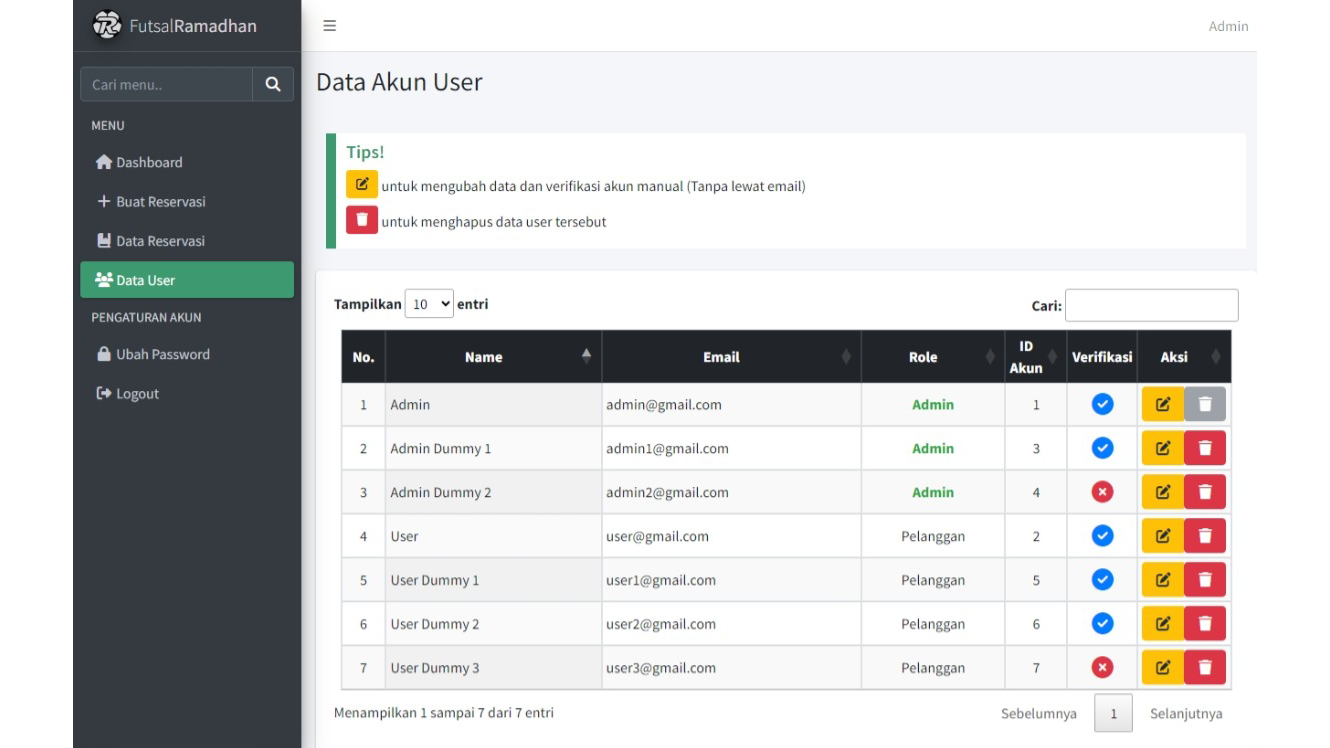 FutsalRamadhan
Admin
Cari menu..
MENU
Dashboard
Buat Reservasi
Data Reservasi
Data User
PENGATURAN AKUN
Ubah Password
Logout
Data Akun User
Tips!
untuk mengubah data dan verifikasi akun manual (Tanpa lewat email)
untuk menghapus data user tersebut
Tampilkan 10 entri
Cari:
No. Name Email Role ID Akun Verifikasi Aksi
1 Admin admin@gmail.com Admin 1
2 Admin Dummy 1 admin1@gmail.com Admin 3
3 Admin Dummy 2 admin2@gmail.com Admin 4
4 User user@gmail.com Pelanggan 2
5 User Dummy 1 user1@gmail.com Pelanggan 5
6 User Dummy 2 user2@gmail.com Pelanggan 6
7 User Dummy 3 user3@gmail.com Pelanggan 7
Menampilkan 1 sampai 7 dari 7 entri
Sebelumnya 1 Selanjutnya